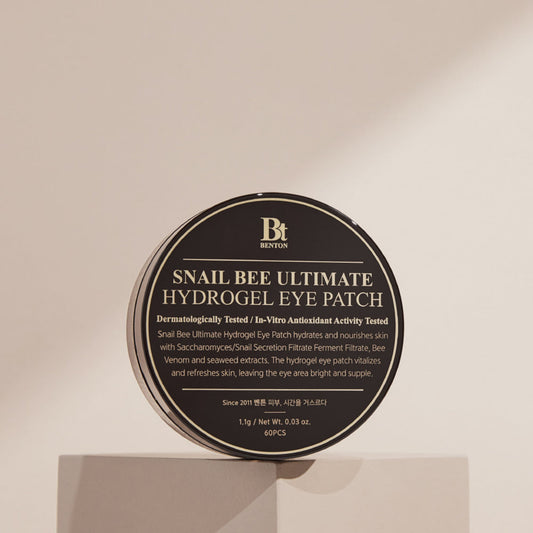 Bt
BENTON
SNAIL BEE ULTIMATE
HYDROGEL EYE PATCH
Dermatologically Tested / In-Vitro Antioxidant Activity Tested
Snail Bee Ultimate Hydrogel Eye Patch hydrates and nourishes skin
with Saccharomyces/Snail Secretion Filtrate Ferment Filtrate, Bee
Venom and seaweed extracts. The hydrogel eye patch vitalizes
and refreshes skin, leaving the eye area bright and supple.
Since 2011 벤튼 피부, 시간을 거스르다
1.1g / Net Wt. 0.03 oz.
60PCS